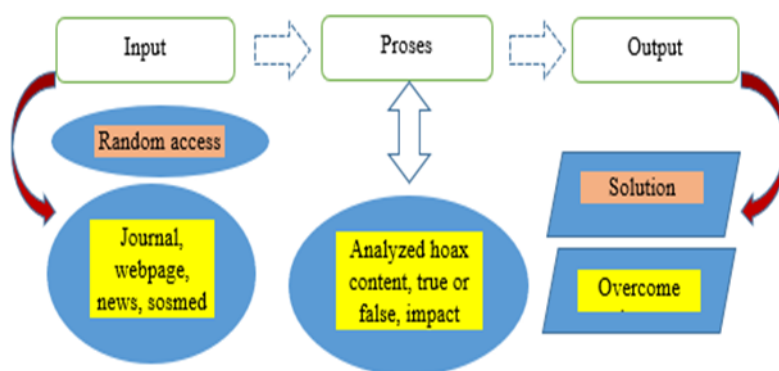 Input
Proses
Output
Random access
Journal,
webpage,
news, sosmed
Analyzed hoax
content, true or
false, impact
Solution
Overcome